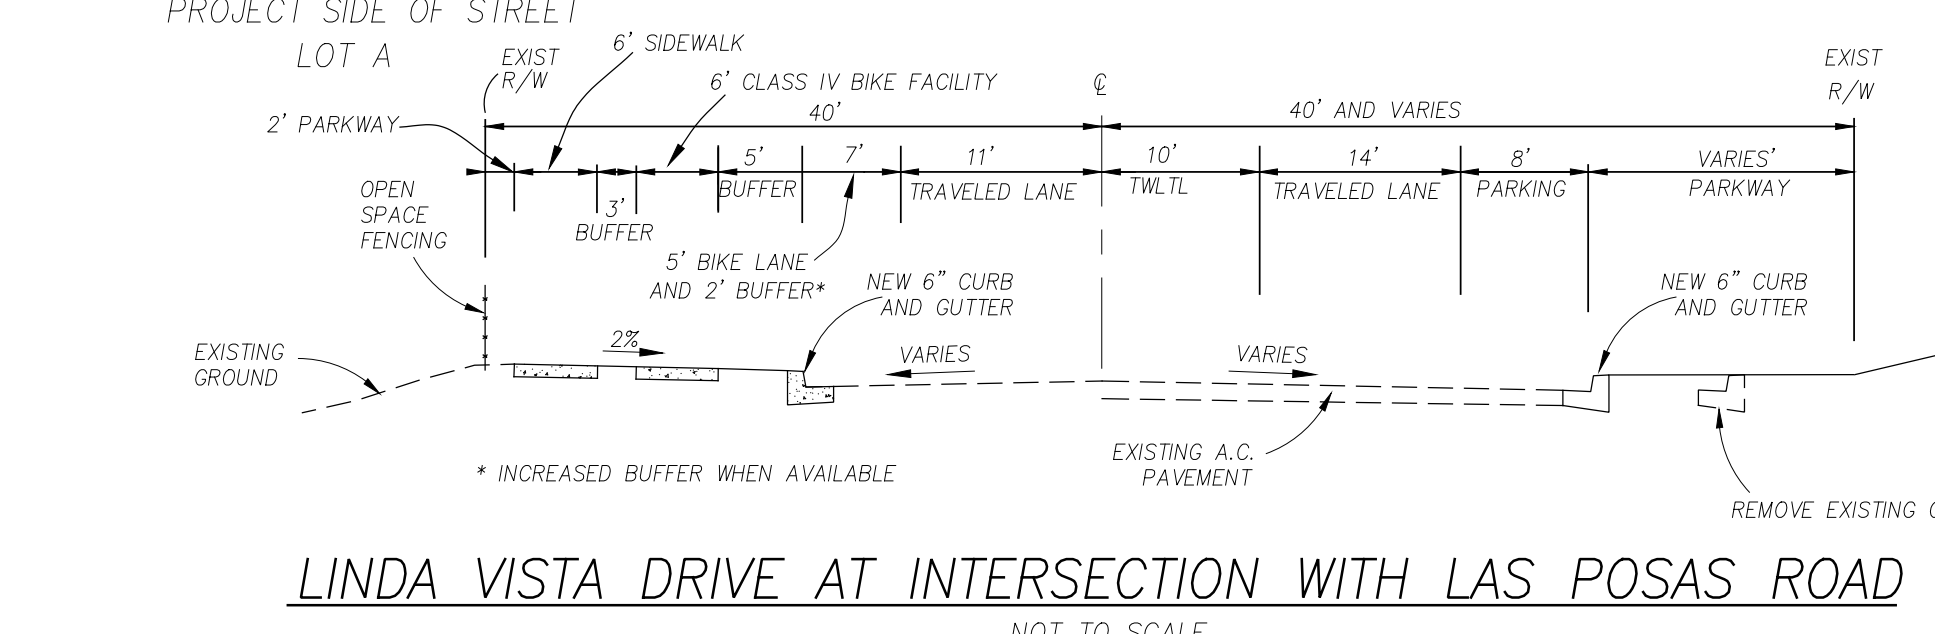 PROJECT SIDE OF STREET
LOT A
EXIST
R/W
6' SIDEWALK
6' CLASS IV BIKE FACILITY
℄
EXIST
R/W
2' PARKWAY
40'
40' AND VARIES
5'
BUFFER
7'
11'
TRAVELED LANE
10'
TWLTL
14'
TRAVELED LANE
8'
PARKING
VARIES'
PARKWAY
3'
BUFFER
OPEN
SPACE
FENCING
5' BIKE LANE
AND 2' BUFFER*
NEW 6" CURB
AND GUTTER
NEW 6" CURB
AND GUTTER
EXISTING
GROUND
2%
VARIES
VARIES
EXISTING A.C.
PAVEMENT
* INCREASED BUFFER WHEN AVAILABLE
REMOVE EXISTING
LINDA VISTA DRIVE AT INTERSECTION WITH LAS POSAS ROAD
NOT TO SCALE